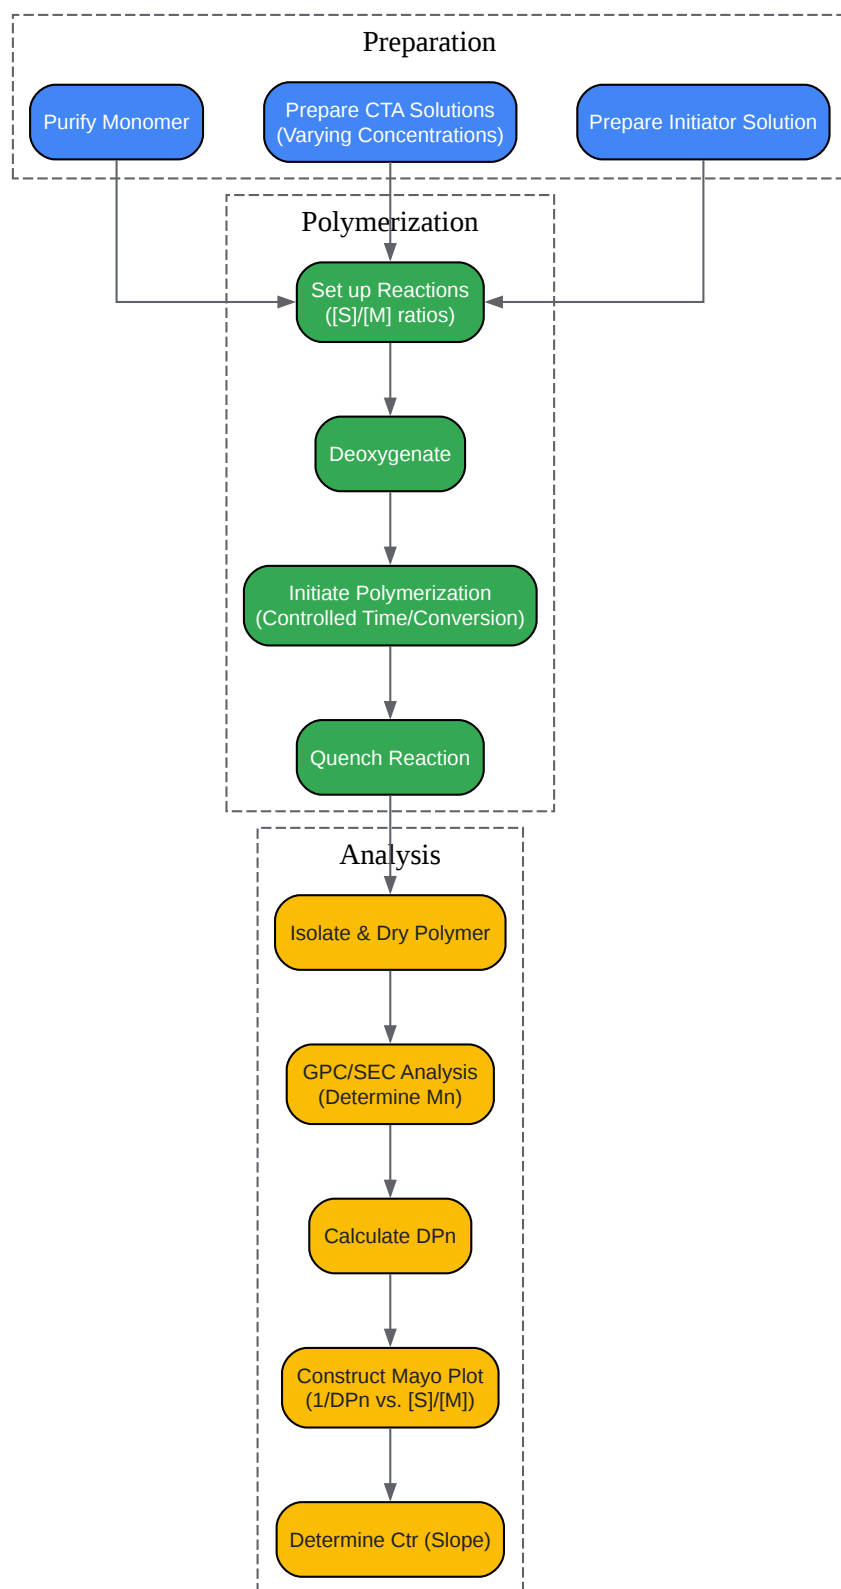 Preparation
Purify Monomer
Prepare CTA Solutions
(Varying Concentrations)
Prepare Initiator Solution
Polymerization
Set up Reactions
([S]/[M] ratios)
Deoxygenate
Initiate Polymerization
(Controlled Time/Conversion)
Quench Reaction
Analysis
Isolate & Dry Polymer
GPC/SEC Analysis
(Determine Mn)
Calculate DPn
Construct Mayo Plot
(1/DPn vs. [S]/[M])
Determine Ctr (Slope)